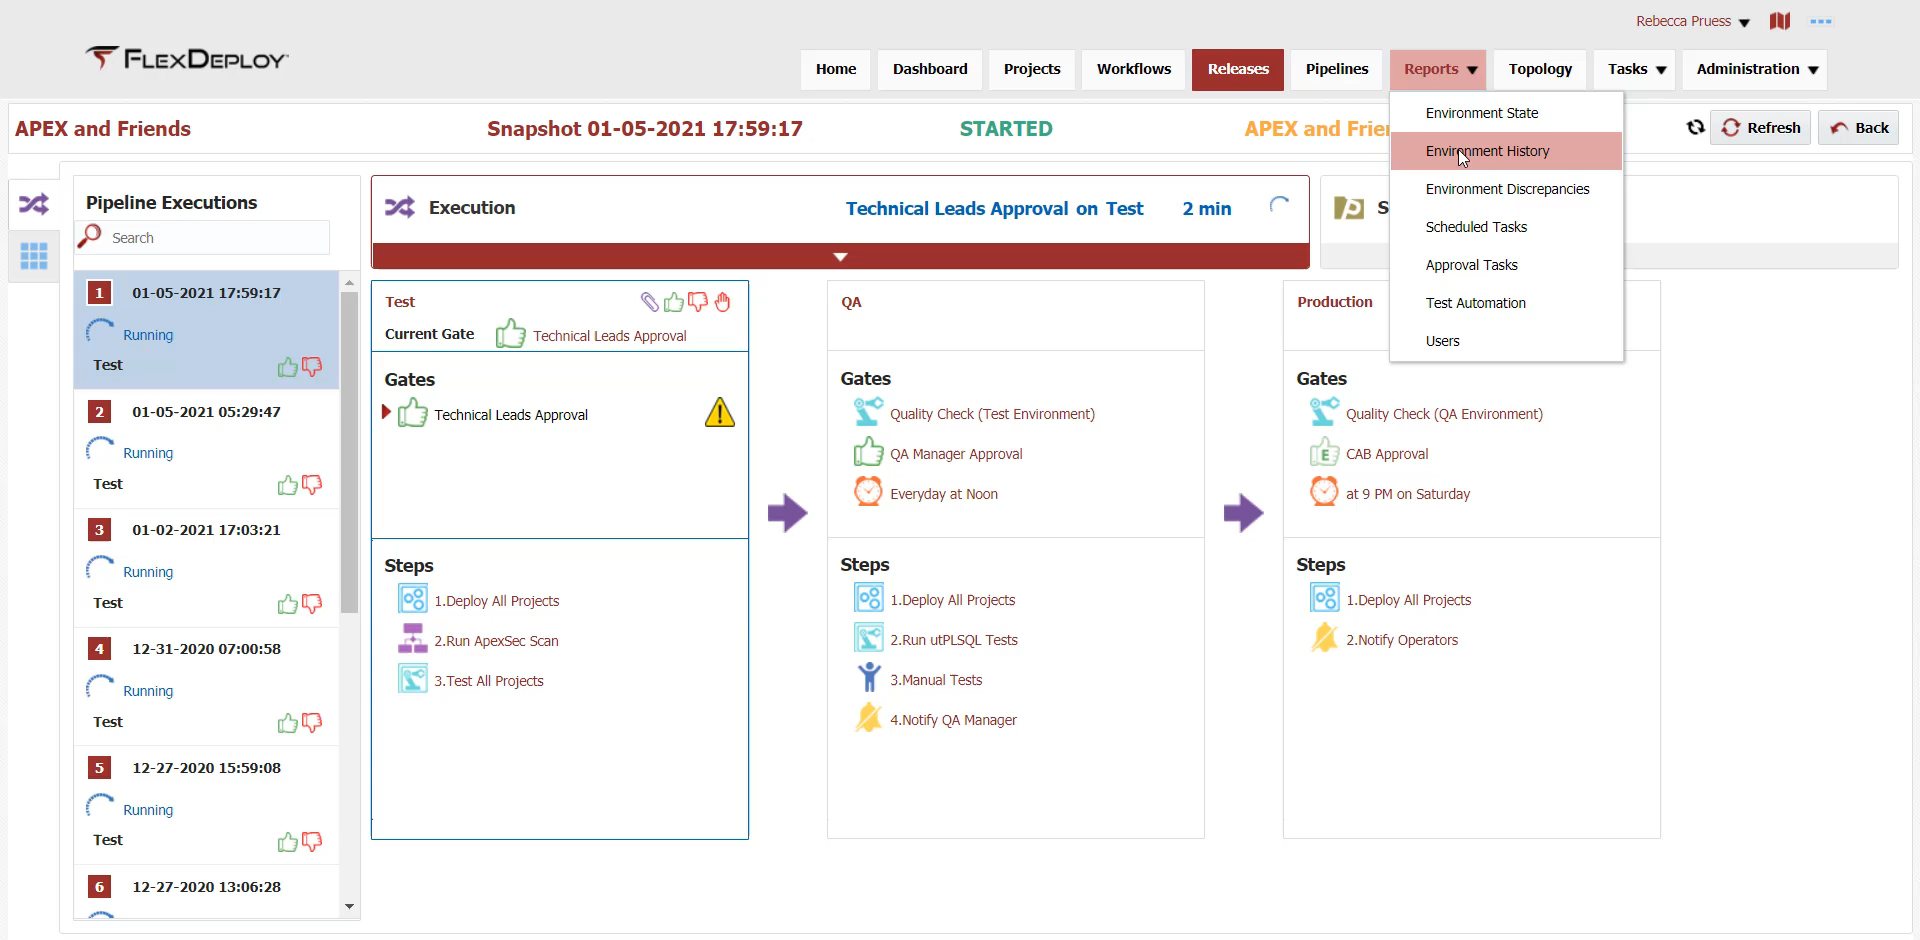 Rebecca Pruess
FLEXDEPLOY
Home Dashboard Projects Workflows Releases Pipelines Reports Topology Tasks Administration
APEX and Friends Snapshot 01-05-2021 17:59:17 STARTED APEX and Frie Refresh Back
Environment State
Environment History
Environment Discrepancies
Scheduled Tasks
Approval Tasks
Test Automation
Users
Pipeline Executions
Search
1 01-05-2021 17:59:17
Running
Test
2 01-05-2021 05:29:47
Running
Test
3 01-02-2021 17:03:21
Running
Test
4 12-31-2020 07:00:58
Running
Test
5 12-27-2020 15:59:08
Running
Test
6 12-27-2020 13:06:28
Execution Technical Leads Approval on Test 2 min
S
Test
Current Gate Technical Leads Approval
Gates
Technical Leads Approval
Steps
1.Deploy All Projects
2.Run ApexSec Scan
3.Test All Projects
QA
Gates
Quality Check (Test Environment)
QA Manager Approval
Everyday at Noon
Steps
1.Deploy All Projects
2.Run utPLSQL Tests
3.Manual Tests
4.Notify QA Manager
Production
Gates
Quality Check (QA Environment)
E CAB Approval
at 9 PM on Saturday
Steps
1.Deploy All Projects
2.Notify Operators